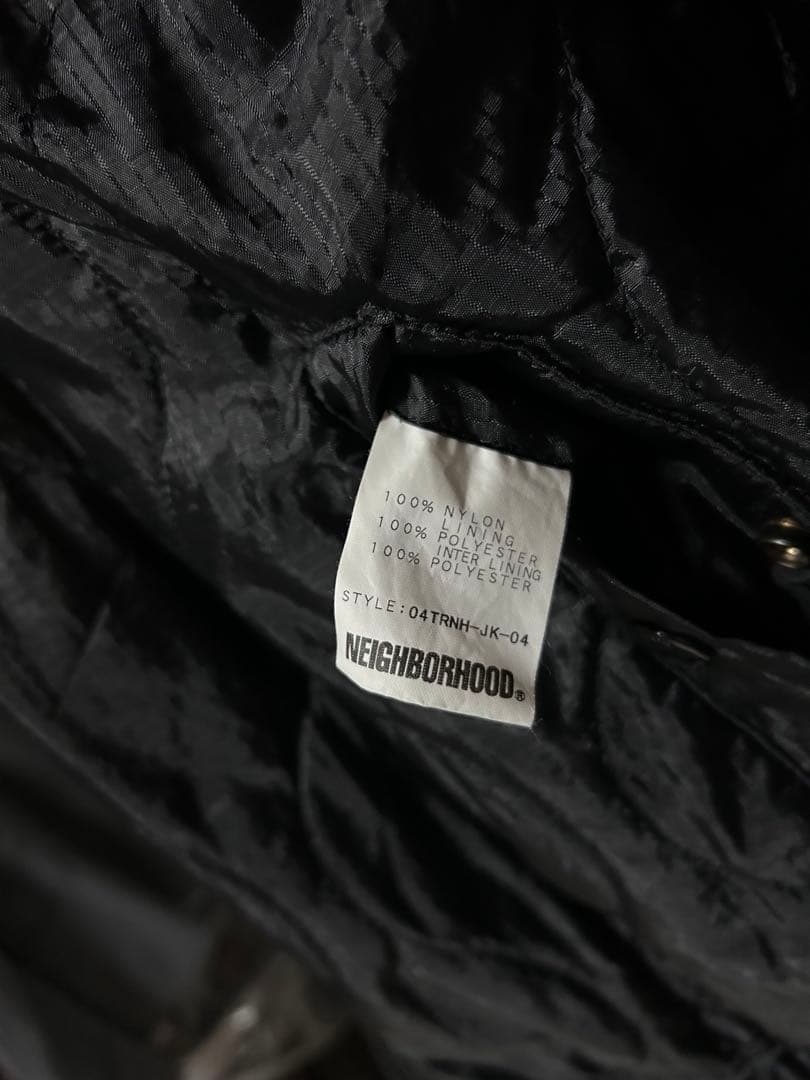 100% NYLON
LINING
100% POLYESTER
INTER LINING
100% POLYESTER
STYLE:04TRNH-JK-04
NEIGHBORHOOD®